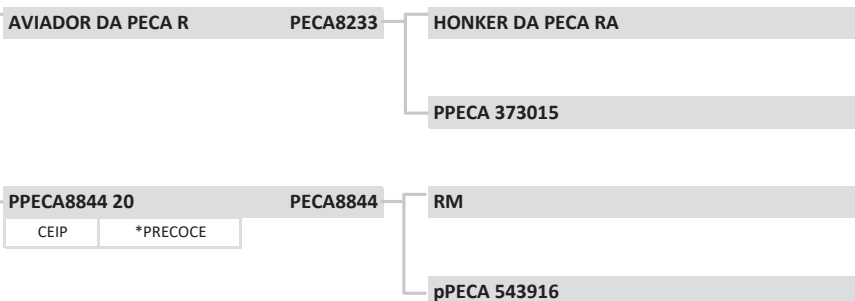 AVIADOR DA PECA R PECA8233 HONKER DA PECA RA
PPECA 373015
PPECA8844 20 PECA8844 RM
CEIP *PRECOCE
pPECA 543916